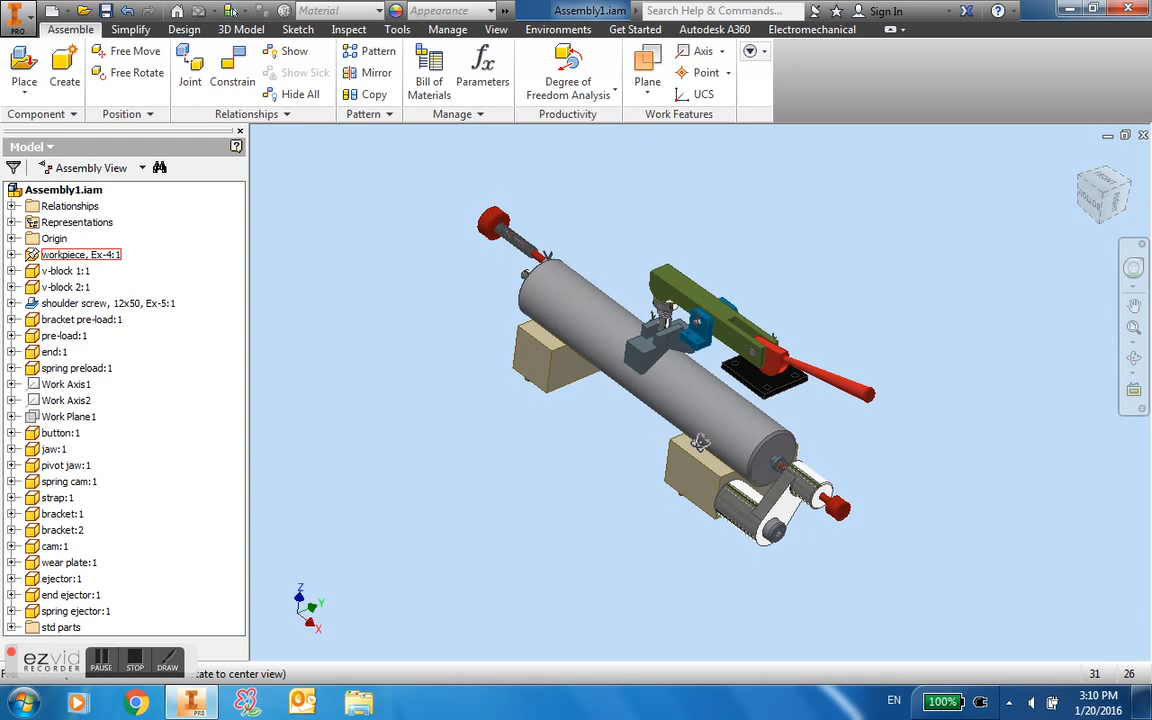 Material
Appearance
Assembly1.iam
Search Help & Commands...
Sign In
PRO
Assemble
Simplify
Design
3D Model
Sketch
Inspect
Tools
Manage
View
Environments
Get Started
Autodesk A360
Electromechanical
Place
Create
Free Move
Free Rotate
Joint
Constrain
Show
Show Sick
Hide All
Pattern
Mirror
Copy
Bill of Materials
fx
Parameters
Degree of Freedom Analysis
Plane
Axis
Point
UCS
Component
Position
Relationships
Pattern
Manage
Productivity
Work Features
Model
Assembly View
Assembly1.iam
Relationships
Representations
Origin
workpiece, Ex-4:1
v-block 1:1
v-block 2:1
shoulder screw, 12x50, Ex-5:1
bracket pre-load:1
pre-load:1
end:1
spring preload:1
Work Axis1
Work Axis2
Work Plane1
button:1
jaw:1
pivot jaw:1
spring cam:1
strap:1
bracket:1
bracket:2
cam:1
wear plate:1
ejector:1
end ejector:1
spring ejector:1
std parts
FRONT
RIGHT
BOTTOM
Z
Y
X
ezvid
RECORDER
PAUSE
STOP
DRAW
tate to center view)
31
26
PRO
EN
100%
3:10 PM
1/20/2016